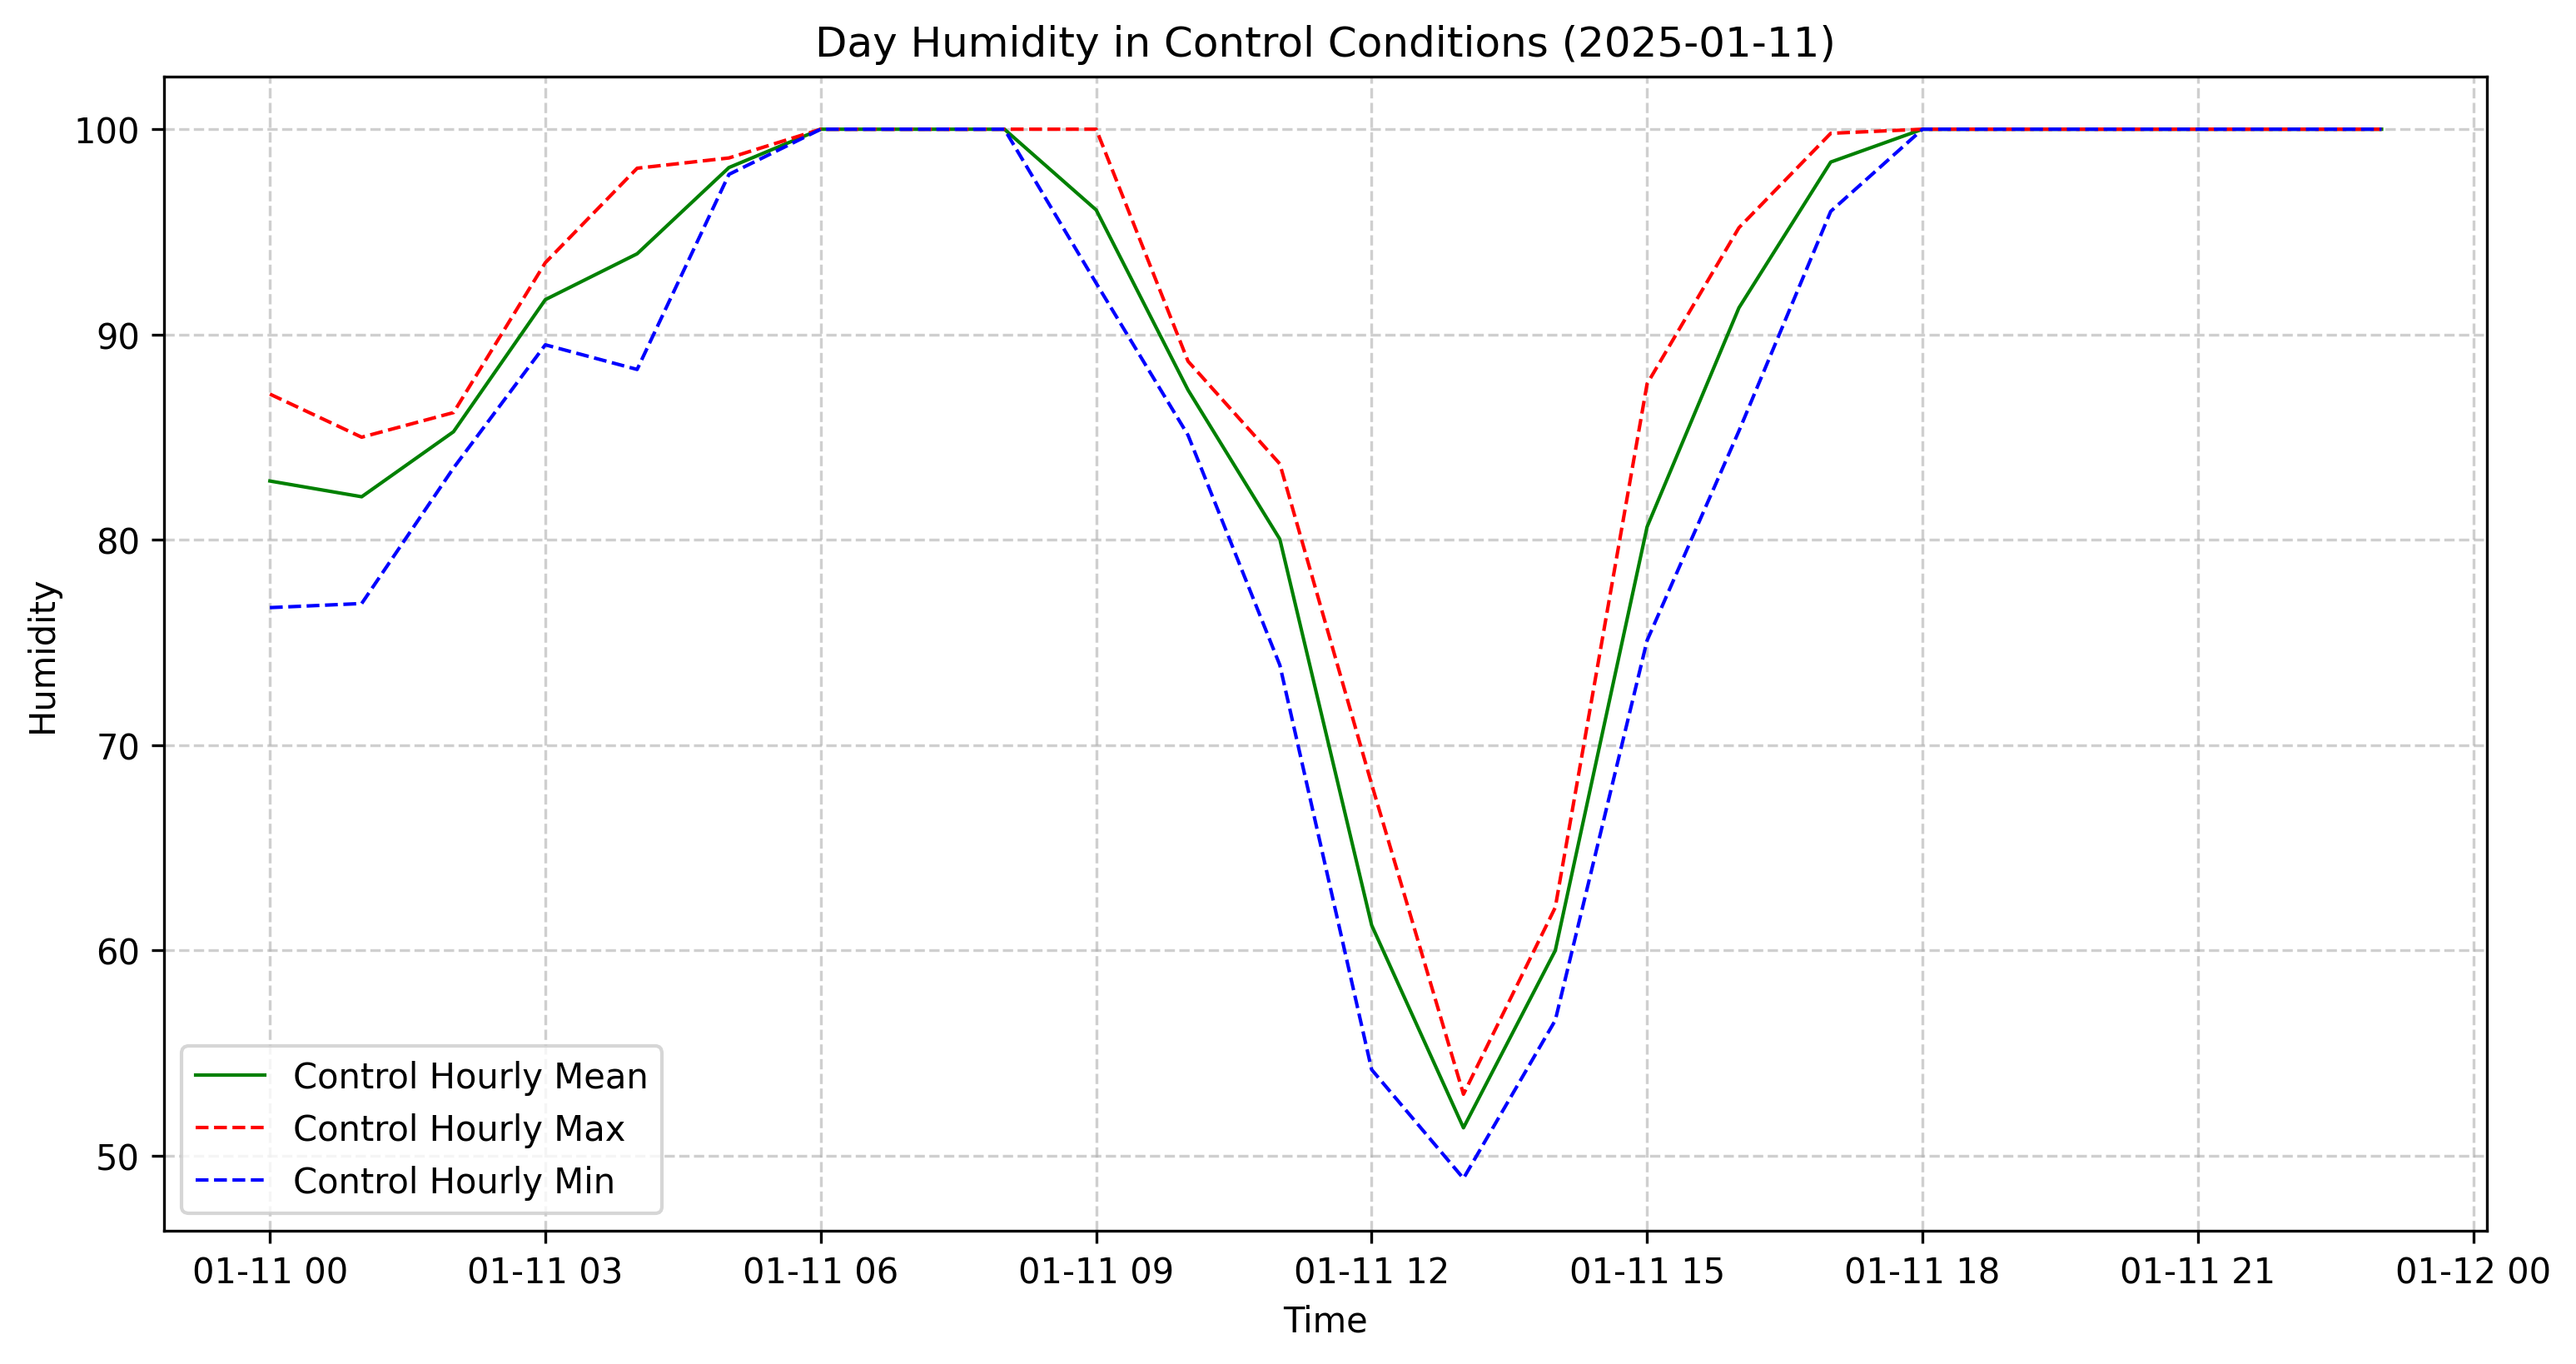 Day Humidity in Control Conditions (2025-01-11)
Humidity
100
90
80
70
60
50
Control Hourly Mean
Control Hourly Max
Control Hourly Min
01-11 00 01-11 03 01-11 06 01-11 09 01-11 12 01-11 15 01-11 18 01-11 21 01-12 00
Time